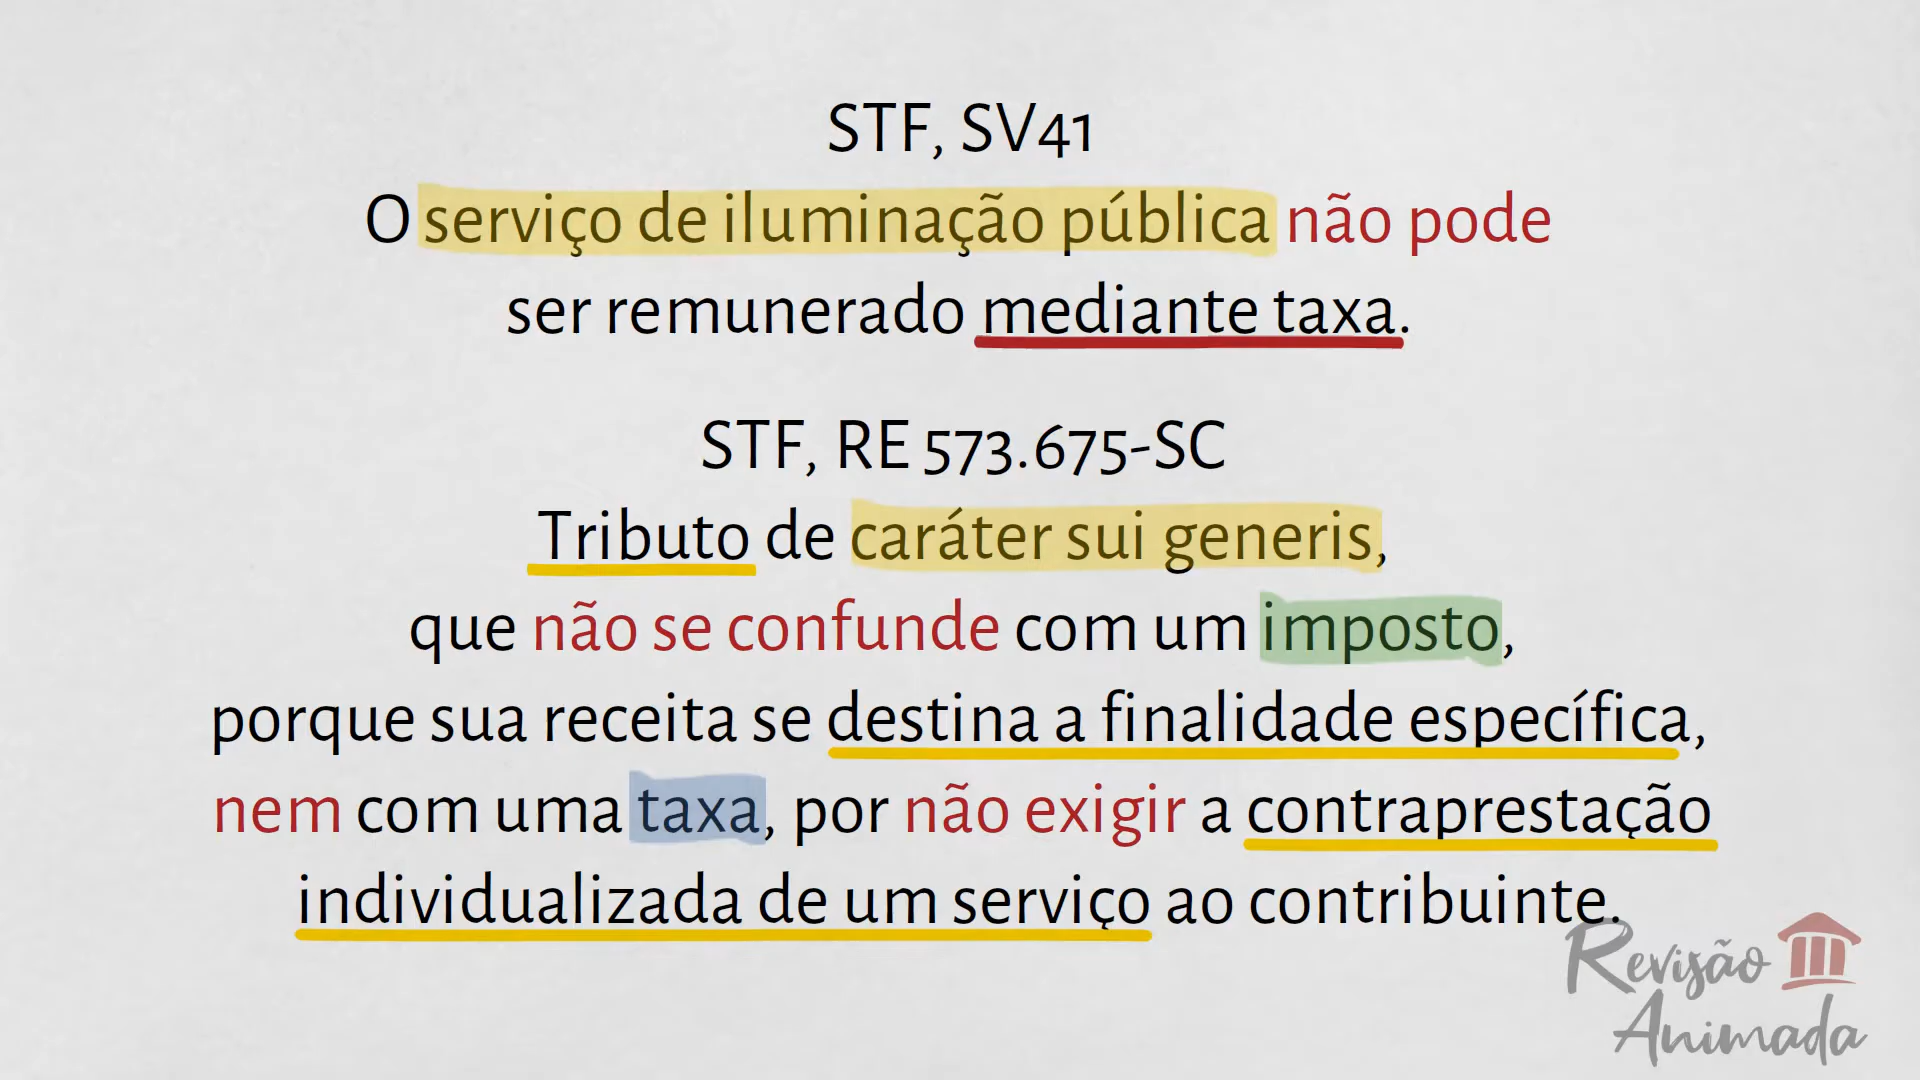 STF, SV41
O serviço de iluminação pública não pode
ser remunerado mediante taxa.
STF, RE 573.675-SC
Tributo de caráter sui generis,
que não se confunde com um imposto,
porque sua receita se destina a finalidade específica,
nem com uma taxa, por não exigir a contraprestação
individualizada de um serviço ao contribuinte.
Revisão
Animada